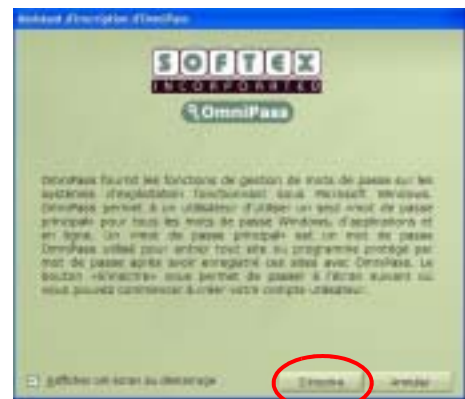 Assistant d'inscription d'OmniPass
SOFTEX
INCORPORATED
OmniPass
OmniPass fournit les fonctions de gestion de mots de passe sur les
systèmes d'exploitation fonctionnant sous Microsoft Windows.
OmniPass permet à un utilisateur d'utiliser un seul «mot de passe
principal» pour tous les mots de passe Windows, d'applications et
en ligne. Un «mot de passe principal» est un mot de passe
OmniPass utilisé pour entrer tout site ou programme protégé par
mot de passe après avoir enregistré ces sites avec OmniPass. Le
bouton «S'inscrire» vous permet de passer à l'écran suivant où
vous pouvez commencer à créer votre compte utilisateur.
Afficher cet écran au démarrage
S'inscrire
Annuler